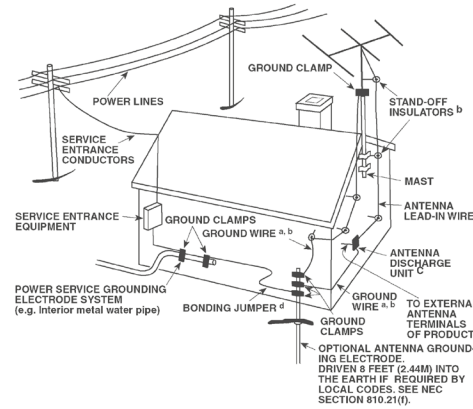 GROUND CLAMP
POWER LINES
STAND-OFF
INSULATORS b
SERVICE
ENTRANCE
CONDUCTORS
MAST
ANTENNA
LEAD-IN WIRE
SERVICE ENTRANCE
EQUIPMENT
GROUND CLAMPS
GROUND WIRE a, b
ANTENNA
DISCHARGE
UNIT C
POWER SERVICE GROUNDING
ELECTRODE SYSTEM
(e.g. Interior metal water pipe)
BONDING JUMPER d
GROUND
WIRE a, b
GROUND
CLAMPS
TO EXTERNA
ANTENNA
TERMINALS
OF PRODUCT
OPTIONAL ANTENNA GROUND-
ING ELECTRODE.
DRIVEN 8 FEET (2.44M) INTO
THE EARTH IF REQUIRED BY
LOCAL CODES. SEE NEC
SECTION 810.21(f).